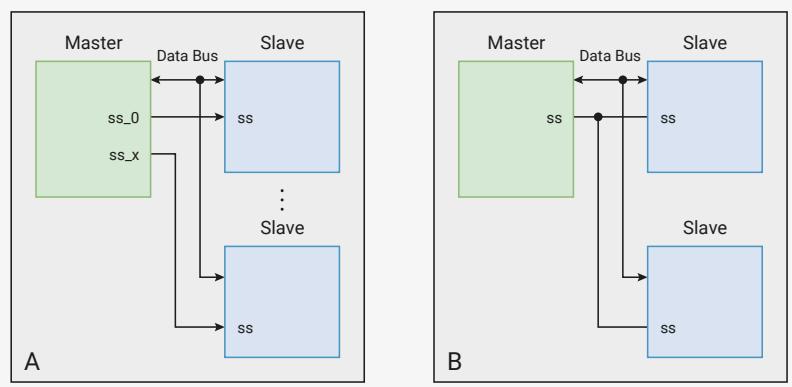 Master
Data Bus
Slave
ss_0
ss
ss_x
⋮
Slave
ss
A
Master
Data Bus
Slave
ss
ss
Slave
ss
B